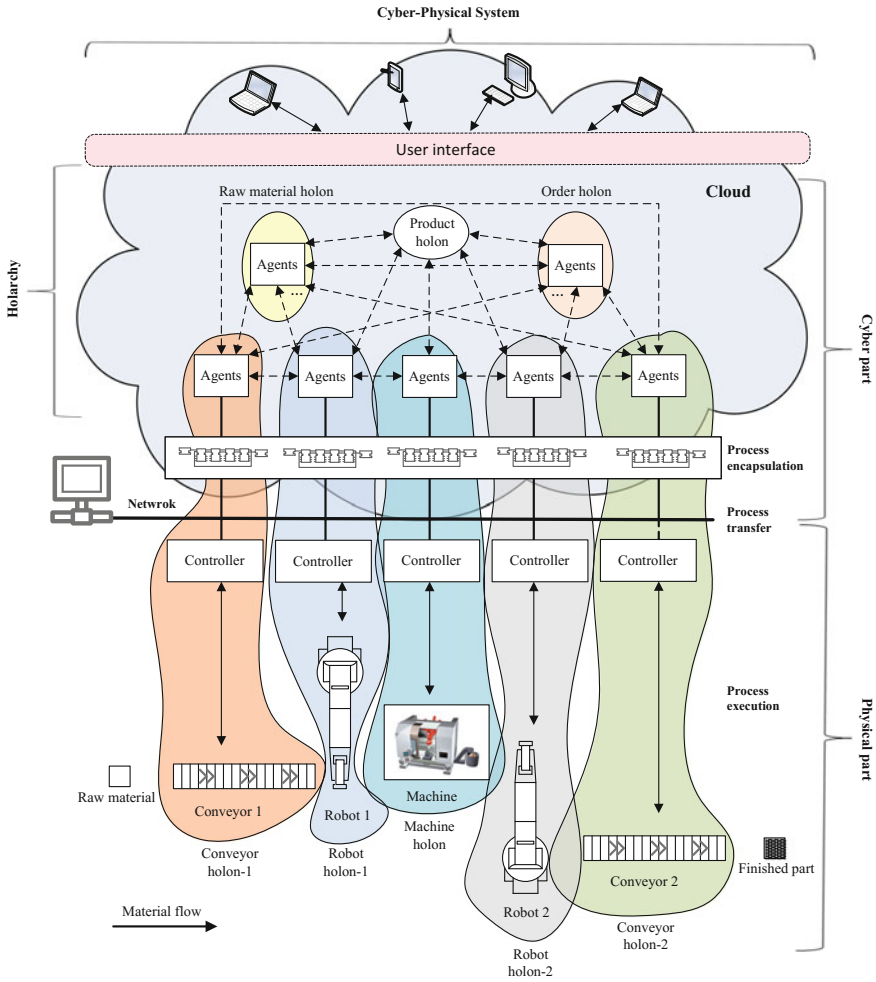 Cyber-Physical System
User interface
Raw material holon
Order holon
Cloud
Product
holon
Agents
Agents
...
...
Holarchy
Cyber part
Agents
Agents
Agents
Agents
Agents
Process
encapsulation
Netwrok
Process
transfer
Controller
Controller
Controller
Controller
Controller
Process
execution
Physical part
Raw material
Conveyor 1
Robot 1
Machine
Conveyor
holon-1
Robot
holon-1
Machine
holon
Conveyor 2
Finished part
Material flow
Robot 2
Conveyor
holon-2
Robot
holon-2